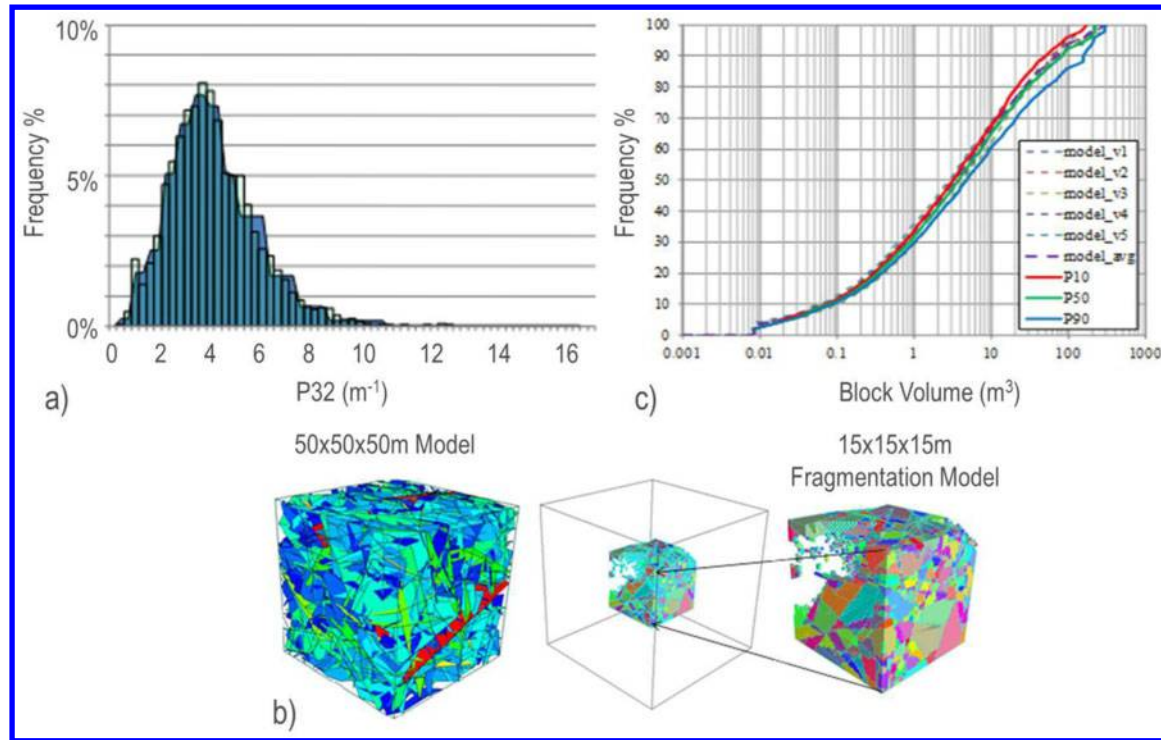 10%
5%
0%
Frequency %
0 2 4 6 8 10 12 14 16
P32 (m-1)
a)
100
90
80
70
60
50
40
30
20
10
0
Frequency %
model_v1
model_v2
model_v3
model_v4
model_v5
model_avg
P10
P50
P90
0.001 0.01 0.1 1 10 100 1000
c)
Block Volume (m3)
50x50x50m Model
15x15x15m
Fragmentation Model
b)